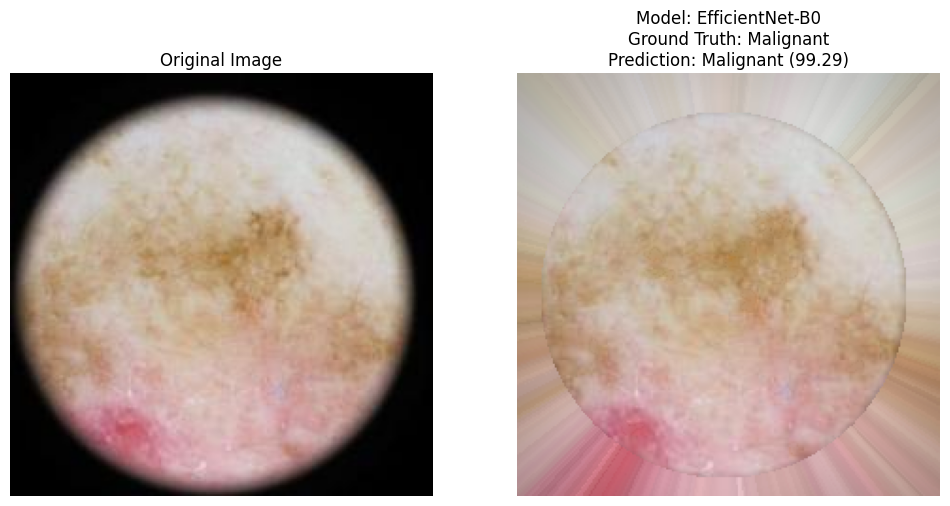 Original Image
Model: EfficientNet-B0
Ground Truth: Malignant
Prediction: Malignant (99.29)